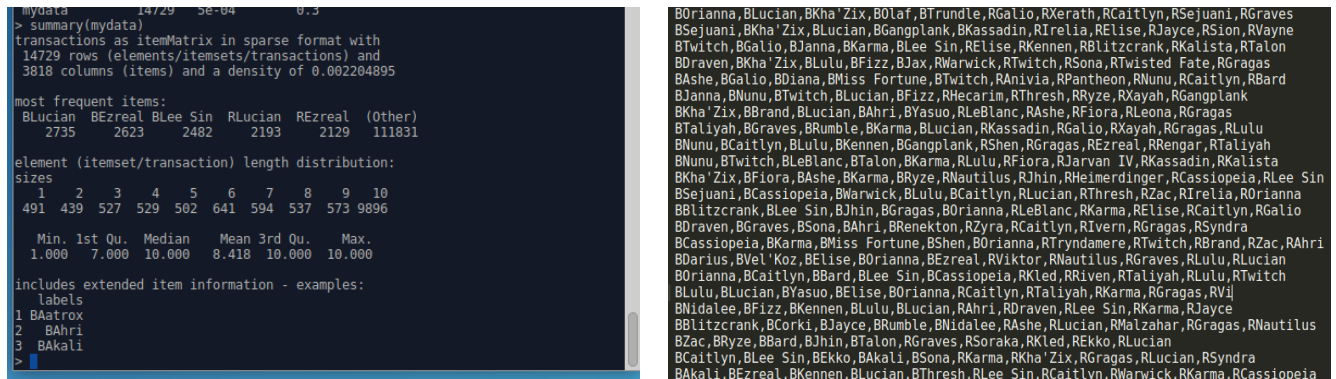 mydata 14729 5e-04 0.3
> summary(mydata)
transactions as itemMatrix in sparse format with
14729 rows (elements/itemsets/transactions) and
3818 columns (items) and a density of 0.002204895
most frequent items:
BLucian BEzreal BLee Sin RLucian REzreal (Other)
2735 2623 2482 2193 2129 111831
element (itemset/transaction) length distribution:
sizes
1 2 3 4 5 6 7 8 9 10
491 439 527 529 502 641 594 537 573 9896
Min. 1st Qu. Median Mean 3rd Qu. Max.
1.000 7.000 10.000 8.418 10.000 10.000
includes extended item information - examples:
labels
1 BAatrox
2 BAhri
3 BAkali
>
BOrianna,BLucian,BKha'Zix,BOlaf,BTrundle,RGalio,RXerath,RCaitlyn,RSejuani,RGraves
BSejuani,BKha'Zix,BLucian,BGangplank,BKassadin,RIrelia,RElise,RJayce,RSion,RVayne
BTwitch,BGalio,BJanna,BKarma,BLee Sin,RElise,RKennen,RBlitzcrank,RKalista,RTalon
BDraven,BKha'Zix,BLulu,BFizz,BJax,RWarwick,RTwitch,RSona,RTwisted Fate,RGragas
BAshe,BGalio,BDiana,BMiss Fortune,BTwitch,RAnivia,RPantheon,RNunu,RCaitlyn,RBard
BJanna,BNunu,BTwitch,BLucian,BFizz,RHecarim,RThresh,RRyze,RXayah,RGangplank
BKha'Zix,BBrand,BLucian,BAhri,BYasuo,RLeBlanc,RAshe,RFiora,RLeona,RGragas
BTaliyah,BGraves,BRumble,BKarma,BLucian,RKassadin,RGalio,RXayah,RGragas,RLulu
BNunu,BCaitlyn,BLulu,BKennen,BGangplank,RShen,RGragas,REzreal,RRengar,RTaliyah
BNunu,BTwitch,BLeBlanc,BTalon,BKarma,RLulu,RFiora,RJarvan IV,RKassadin,RKalista
BKha'Zix,BFiora,BAshe,BKarma,BRyze,RNautilus,RJhin,RHeimerdinger,RCassiopeia,RLee Sin
BSejuani,BCassiopeia,BWarwick,BLulu,BCaitlyn,RLucian,RThresh,RZac,RIrelia,ROrianna
BBlitzcrank,BLee Sin,BJhin,BGragas,BOrianna,RLeBlanc,RKarma,RElise,RCaitlyn,RGalio
BDraven,BGraves,BSona,BAhri,BRenekton,RZyra,RCaitlyn,RIvern,RGragas,RSyndra
BCassiopeia,BKarma,BMiss Fortune,BShen,BOrianna,RTryndamere,RTwitch,RBrand,RZac,RAhri
BDarius,BVel'Koz,BElise,BOrianna,BEzreal,RViktor,RNautilus,RGraves,RLulu,RLucian
BOrianna,BCaitlyn,BBard,BLee Sin,BCassiopeia,RKled,RRiven,RTaliyah,RLulu,RTwitch
BLulu,BLucian,BYasuo,BElise,BOrianna,RCaitlyn,RTaliyah,RKarma,RGragas,RVi
BNidalee,BFizz,BKennen,BLulu,BLucian,RAhri,RDraven,RLee Sin,RKarma,RJayce
BBlitzcrank,BCorki,BJayce,BRumble,BNidalee,RAshe,RLucian,RMalzahar,RGragas,RNautilus
BZac,BRyze,BBard,BJhin,BTalon,RGraves,RSoraka,RKled,REkko,RLucian
BCaitlyn,BLee Sin,BEkko,BAkali,BSona,RKarma,RKha'Zix,RGragas,RLucian,RSyndra
BAkali,BEzreal,BKennen,BLucian,BThresh,RLee Sin,RCaitlyn,RWarwick,RKarma,RCassiopeia